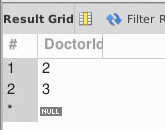 Result Grid Filter R
# DoctorId
1 2
2 3
* NULL